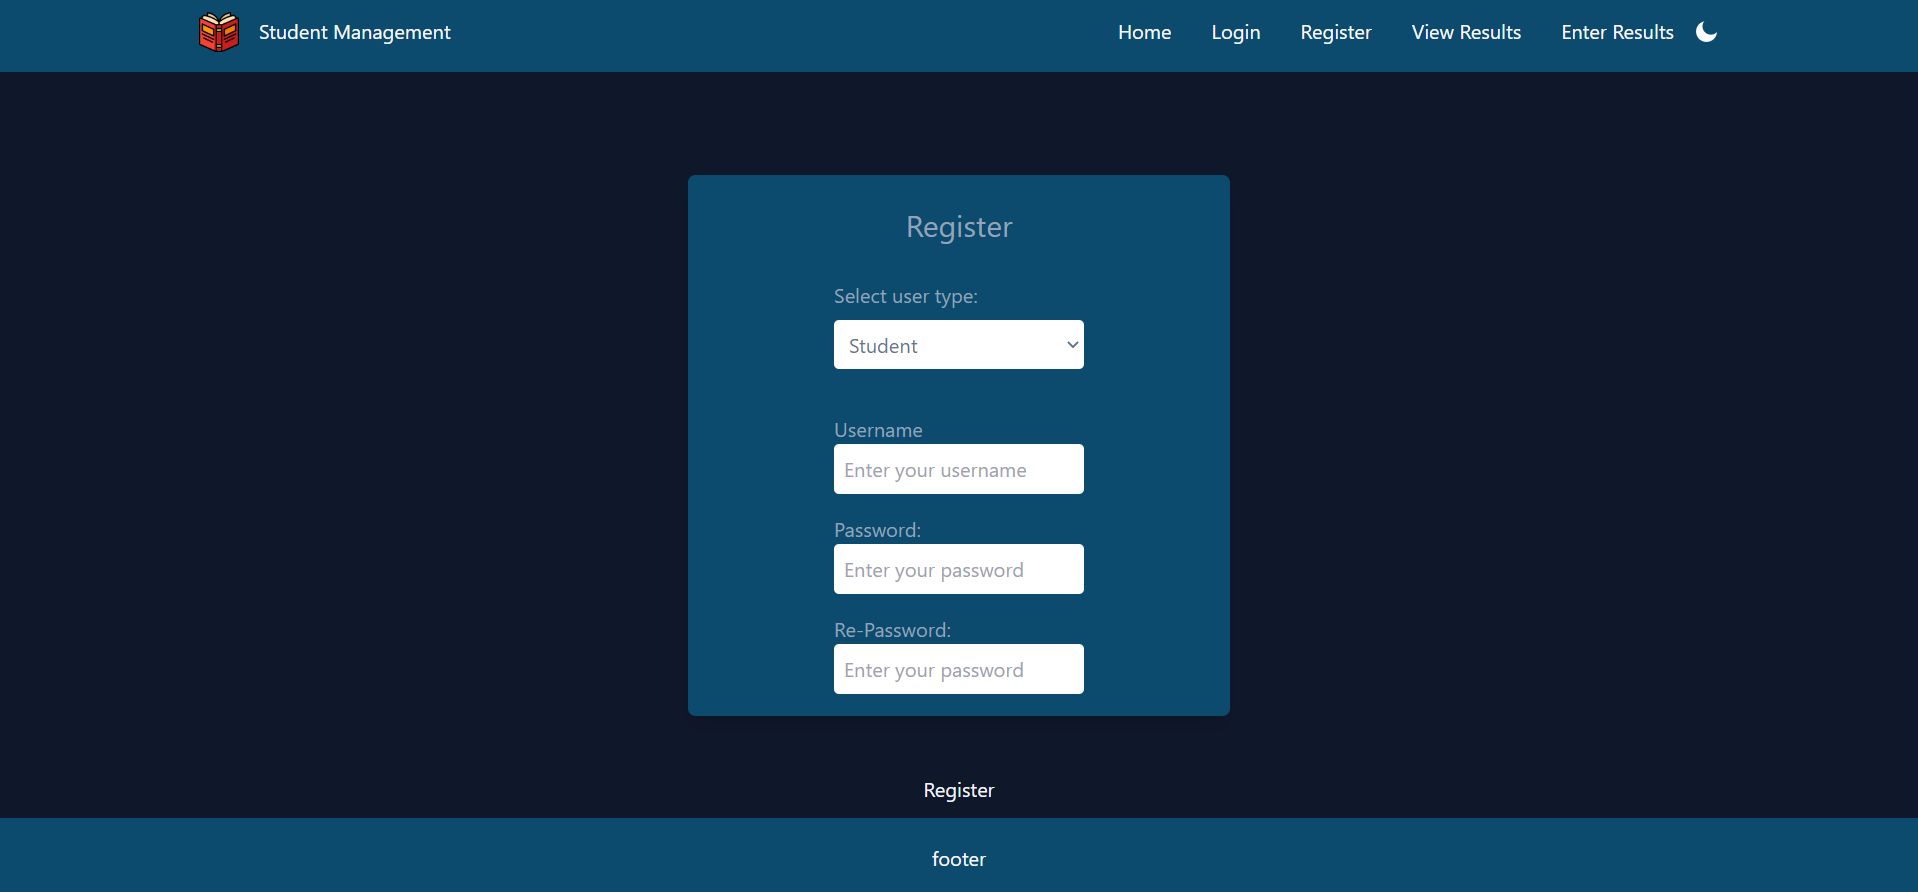 Student Management
Home
Login
Register
View Results
Enter Results
Register
Select user type:
Student
Username
Enter your username
Password:
Enter your password
Re-Password:
Enter your password
Register
footer